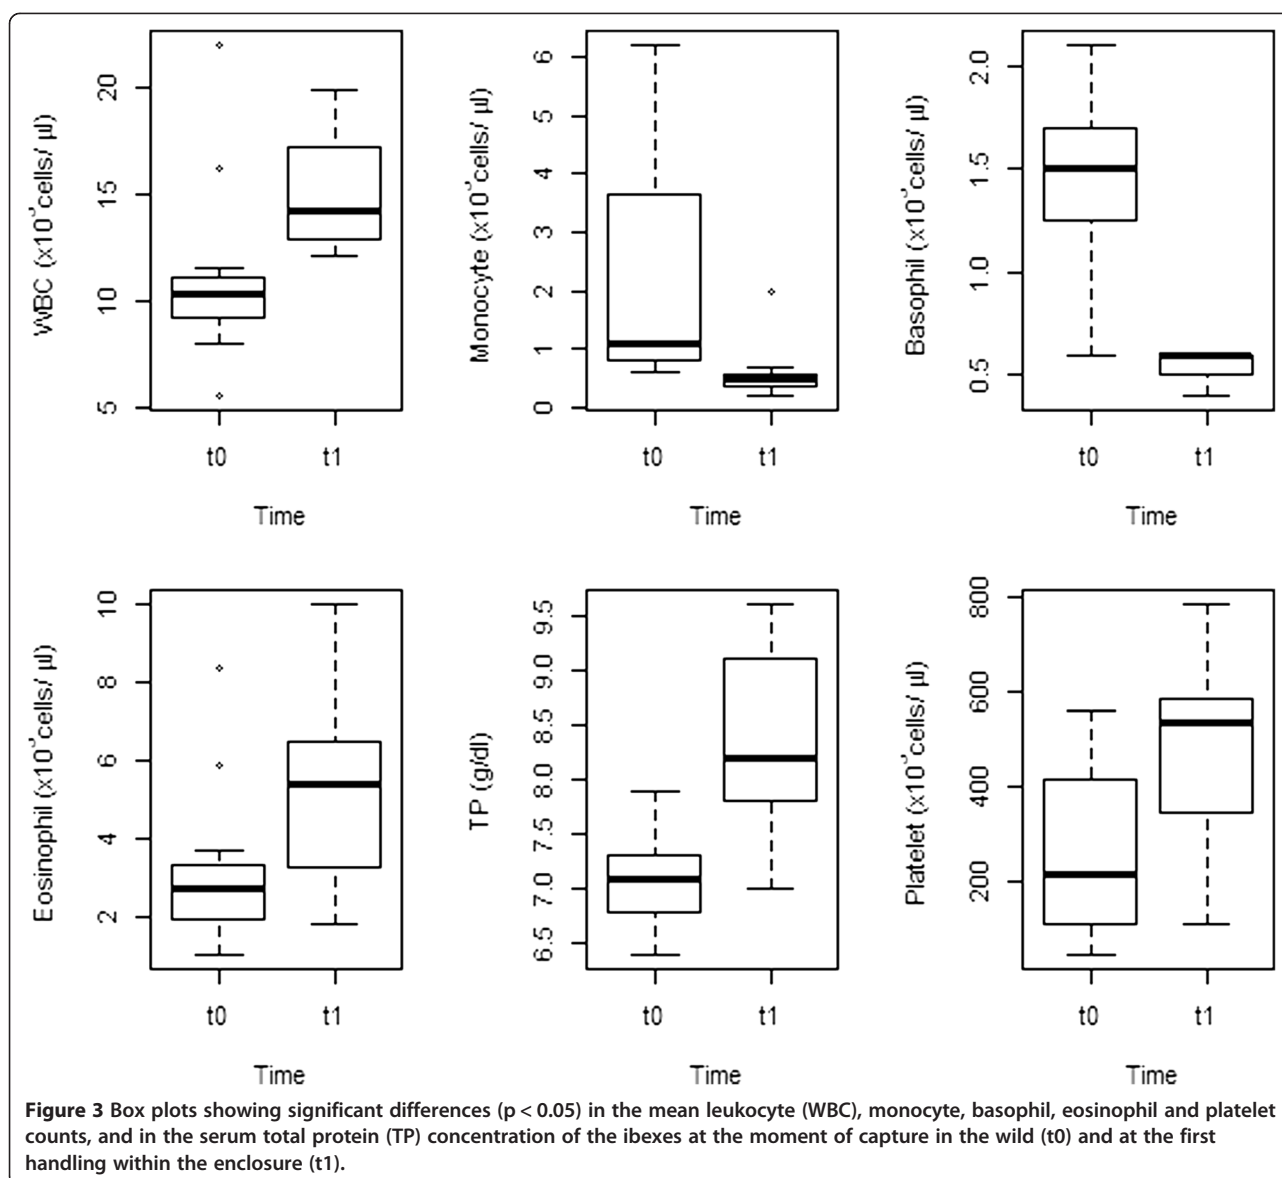 WBC (x10³cells/ µl)
20
15
10
5
t0 t1
Time
Monocyte (x10³cells/ µl)
6
5
4
3
2
1
0
t0 t1
Time
Basophil (x10³cells/ µl)
2.0
1.5
1.0
0.5
t0 t1
Time
Eosinophil (x10³cells/ µl)
10
8
6
4
2
t0 t1
Time
TP (g/dl)
9.5
9.0
8.5
8.0
7.5
7.0
6.5
t0 t1
Time
Platelet (x10³cells/ µl)
800
600
400
200
t0 t1
Time
Figure 3 Box plots showing significant differences (p < 0.05) in the mean leukocyte (WBC), monocyte, basophil, eosinophil and platelet
counts, and in the serum total protein (TP) concentration of the ibexes at the moment of capture in the wild (t0) and at the first
handling within the enclosure (t1).